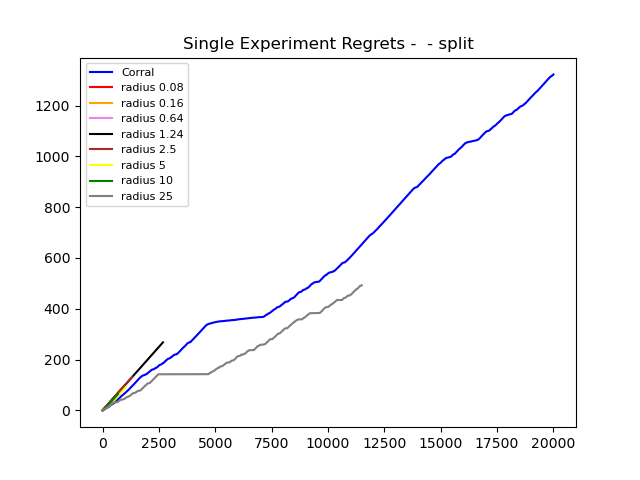 Single Experiment Regrets -  - split
Corral
radius 0.08
radius 0.16
radius 0.64
radius 1.24
radius 2.5
radius 5
radius 10
radius 25
1200
1000
800
600
400
200
0
0 2500 5000 7500 10000 12500 15000 17500 20000